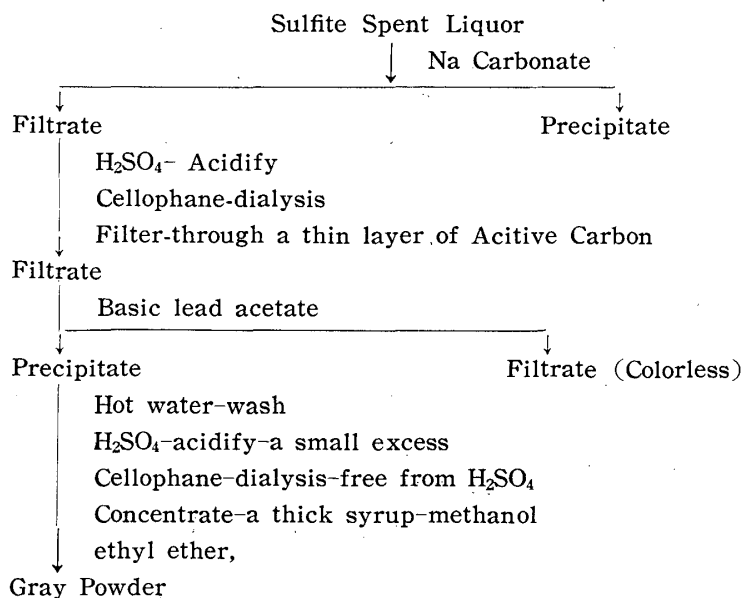 Sulfite Spent Liquor
Na Carbonate
Filtrate
Precipitate
H₂SO₄- Acidify
Cellophane-dialysis
Filter-through a thin layer of Acitive Carbon
Filtrate
Basic lead acetate
Precipitate
Filtrate (Colorless)
Hot water-wash
H₂SO₄-acidify-a small excess
Cellophane-dialysis-free from H₂SO₄
Concentrate-a thick syrup-methanol
ethyl ether,
Gray Powder